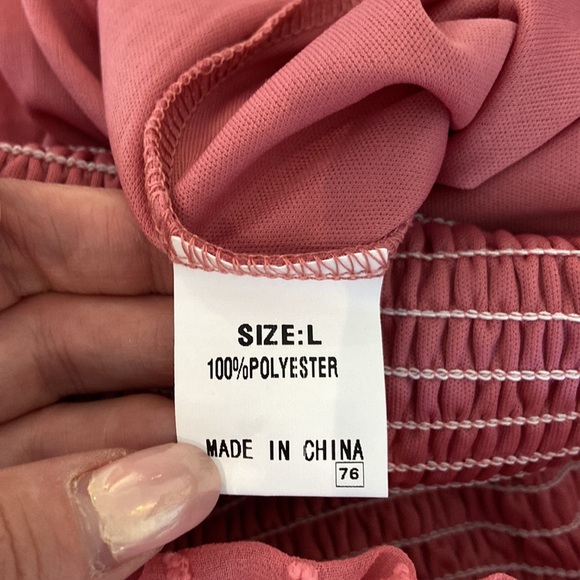 SIZE:L
100%POLYESTER
MADE IN CHINA
76